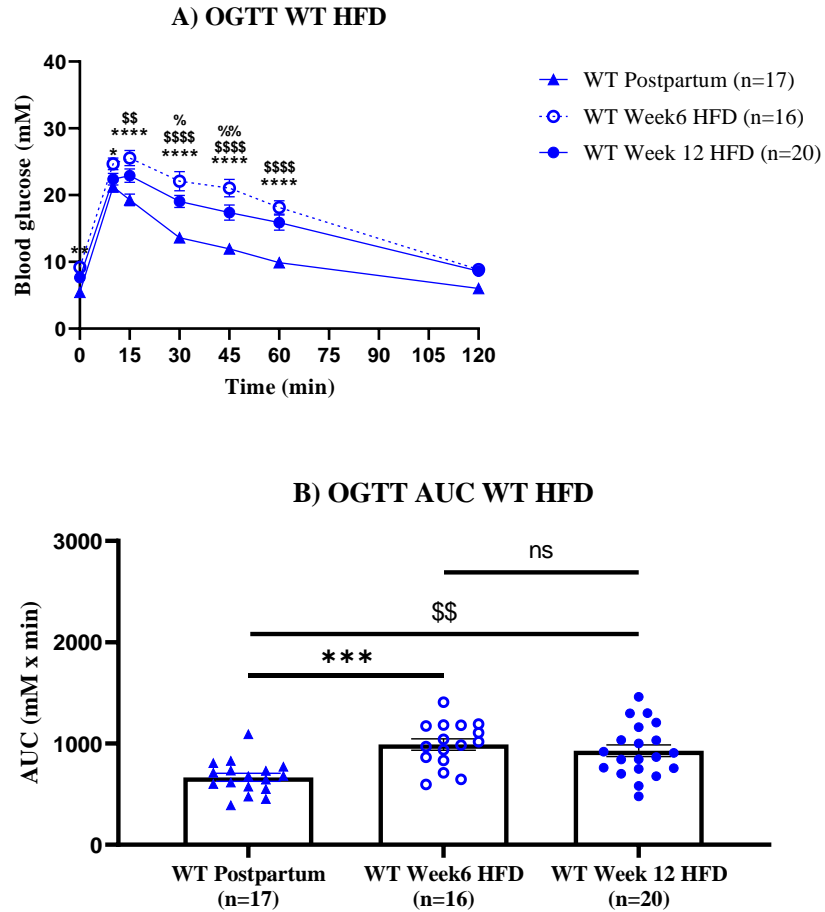 A) OGTT WT HFD
Blood glucose (mM)
40
30
20
10
0
**
*
$$
****
%
$$$$
****
%%
$$$$
****
$$$$
****
0 15 30 45 60 75 90 105 120
Time (min)
WT Postpartum (n=17)
WT Week6 HFD (n=16)
WT Week 12 HFD (n=20)
B) OGTT AUC WT HFD
AUC (mM x min)
3000
2000
1000
0
ns
$$
***
WT Postpartum WT Week6 HFD WT Week 12 HFD
(n=17) (n=16) (n=20)